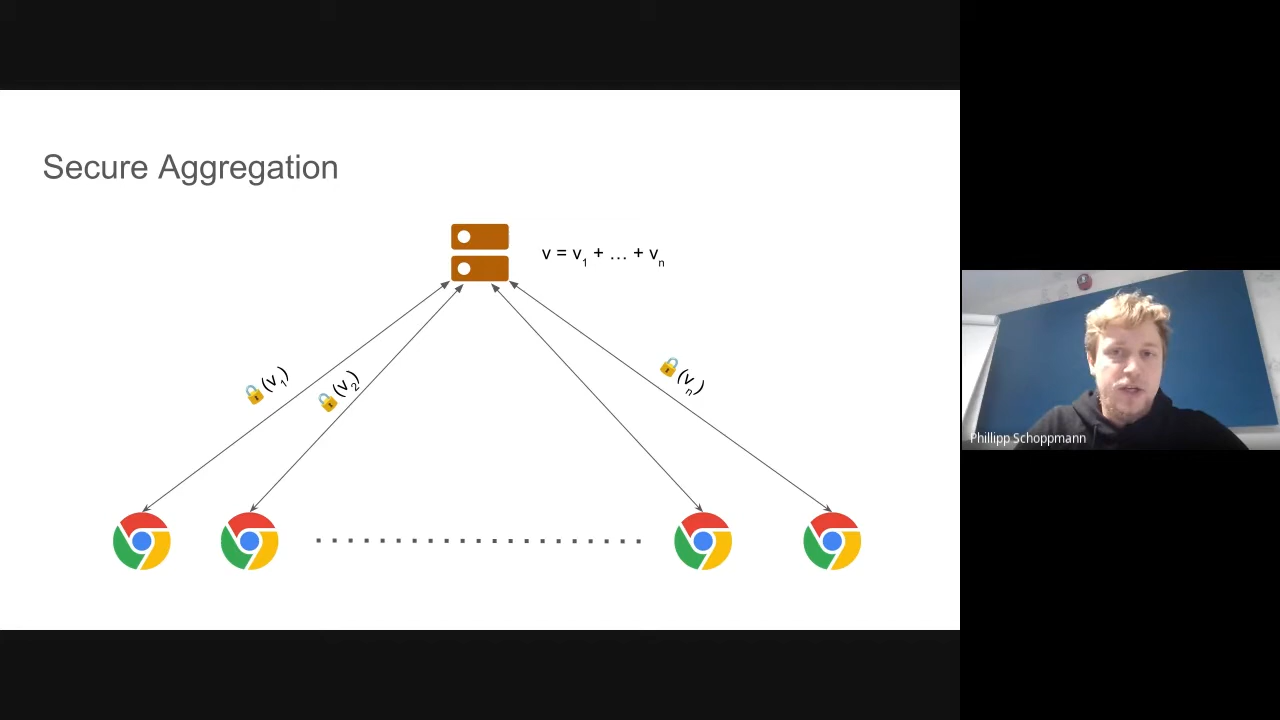 Secure Aggregation
v = v1 + … + vn
🔒(v1)
🔒(v2)
🔒(vn)
Phillipp Schoppmann